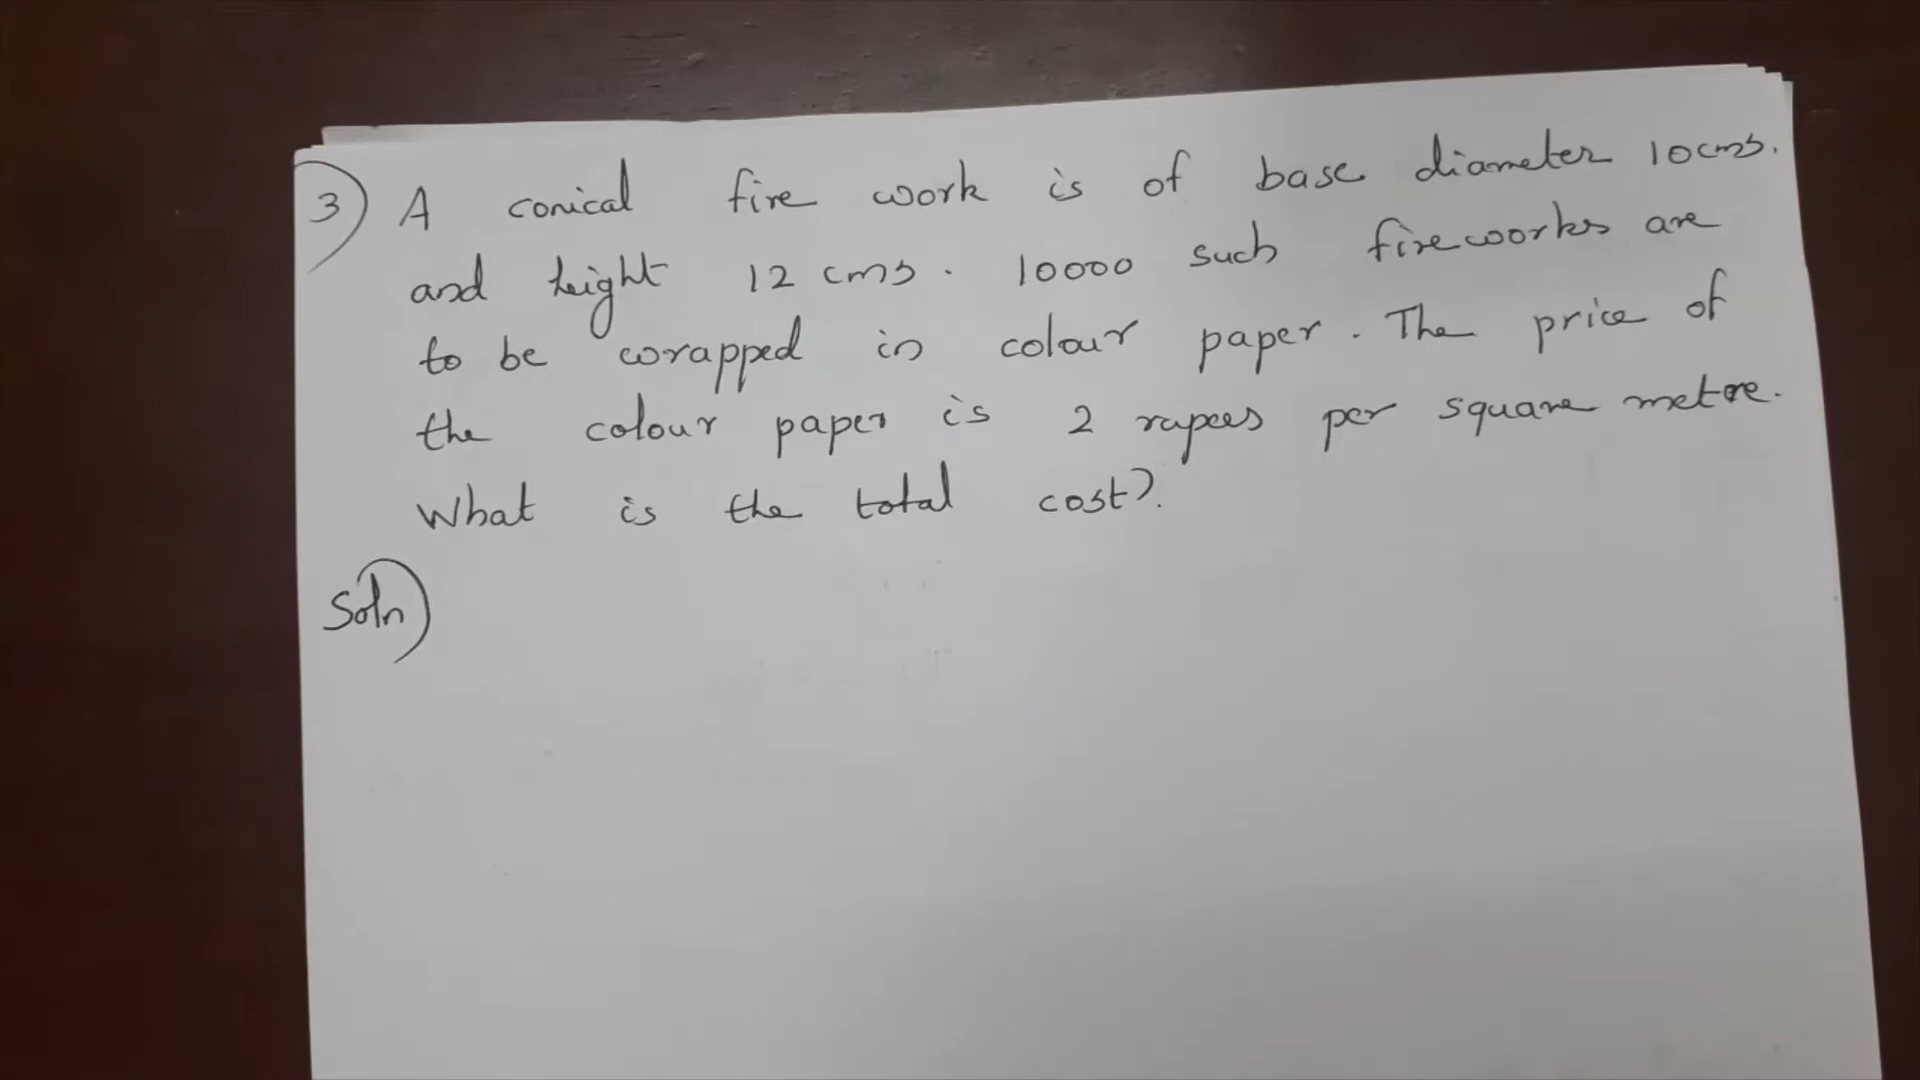 3) A conical fire work is of base diameter 10cms.
and height 12 cms. 10000 such fireworks are
to be wrapped in colour paper. The price of
the colour paper is 2 rupees per square metre.
What is the total cost?
Soln)